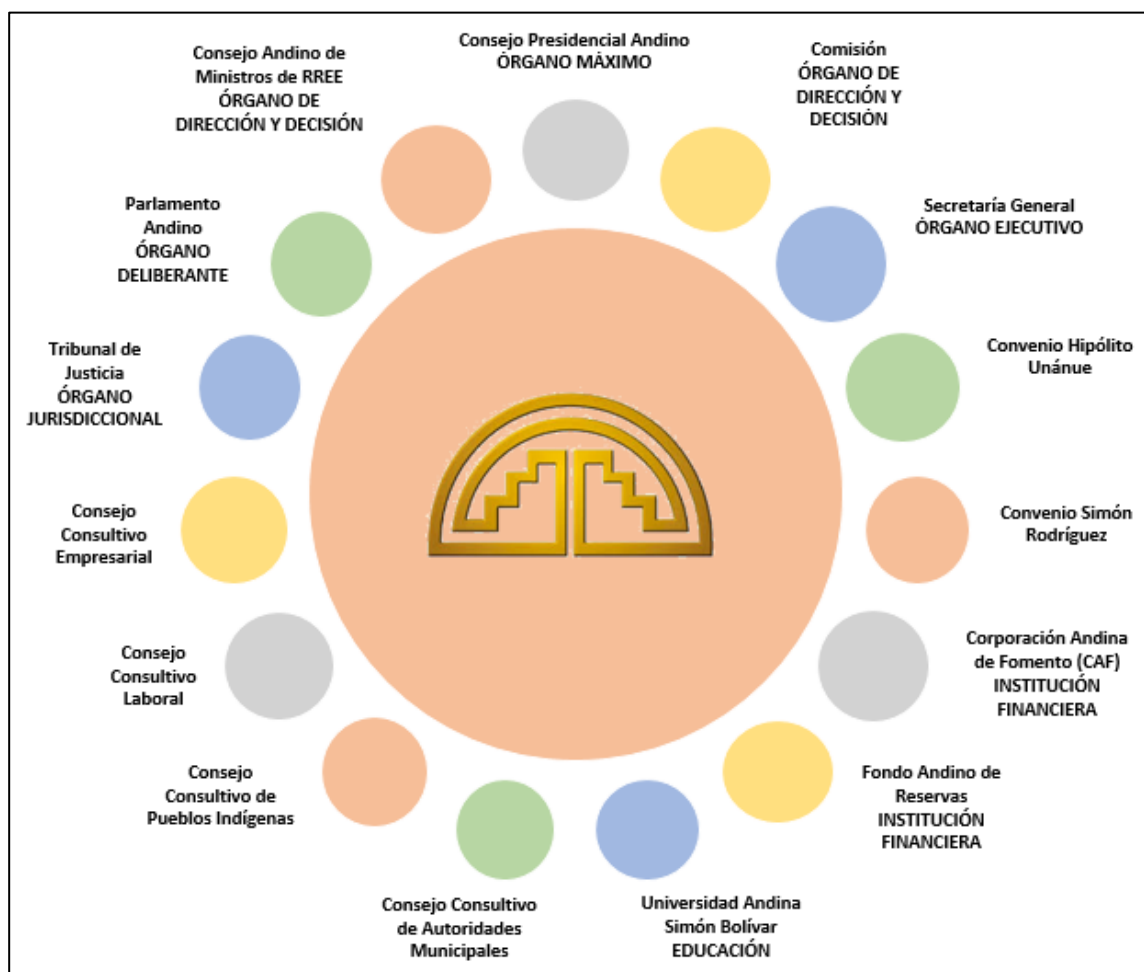 Consejo Presidencial Andino
ÓRGANO MÁXIMO
Comisión
ÓRGANO DE
DIRECCIÓN Y
DECISIÓN
Secretaría General
ÓRGANO EJECUTIVO
Convenio Hipólito
Unánue
Convenio Simón
Rodríguez
Corporación Andina
de Fomento (CAF)
INSTITUCIÓN
FINANCIERA
Fondo Andino de
Reservas
INSTITUCIÓN
FINANCIERA
Universidad Andina
Simón Bolívar
EDUCACIÓN
Consejo Consultivo
de Autoridades
Municipales
Consejo
Consultivo de
Pueblos Indígenas
Consejo
Consultivo
Laboral
Consejo
Consultivo
Empresarial
Tribunal de
Justicia
ÓRGANO
JURISDICCIONAL
Parlamento
Andino
ÓRGANO
DELIBERANTE
Consejo Andino de
Ministros de RREE
ÓRGANO DE
DIRECCIÓN Y DECISIÓN